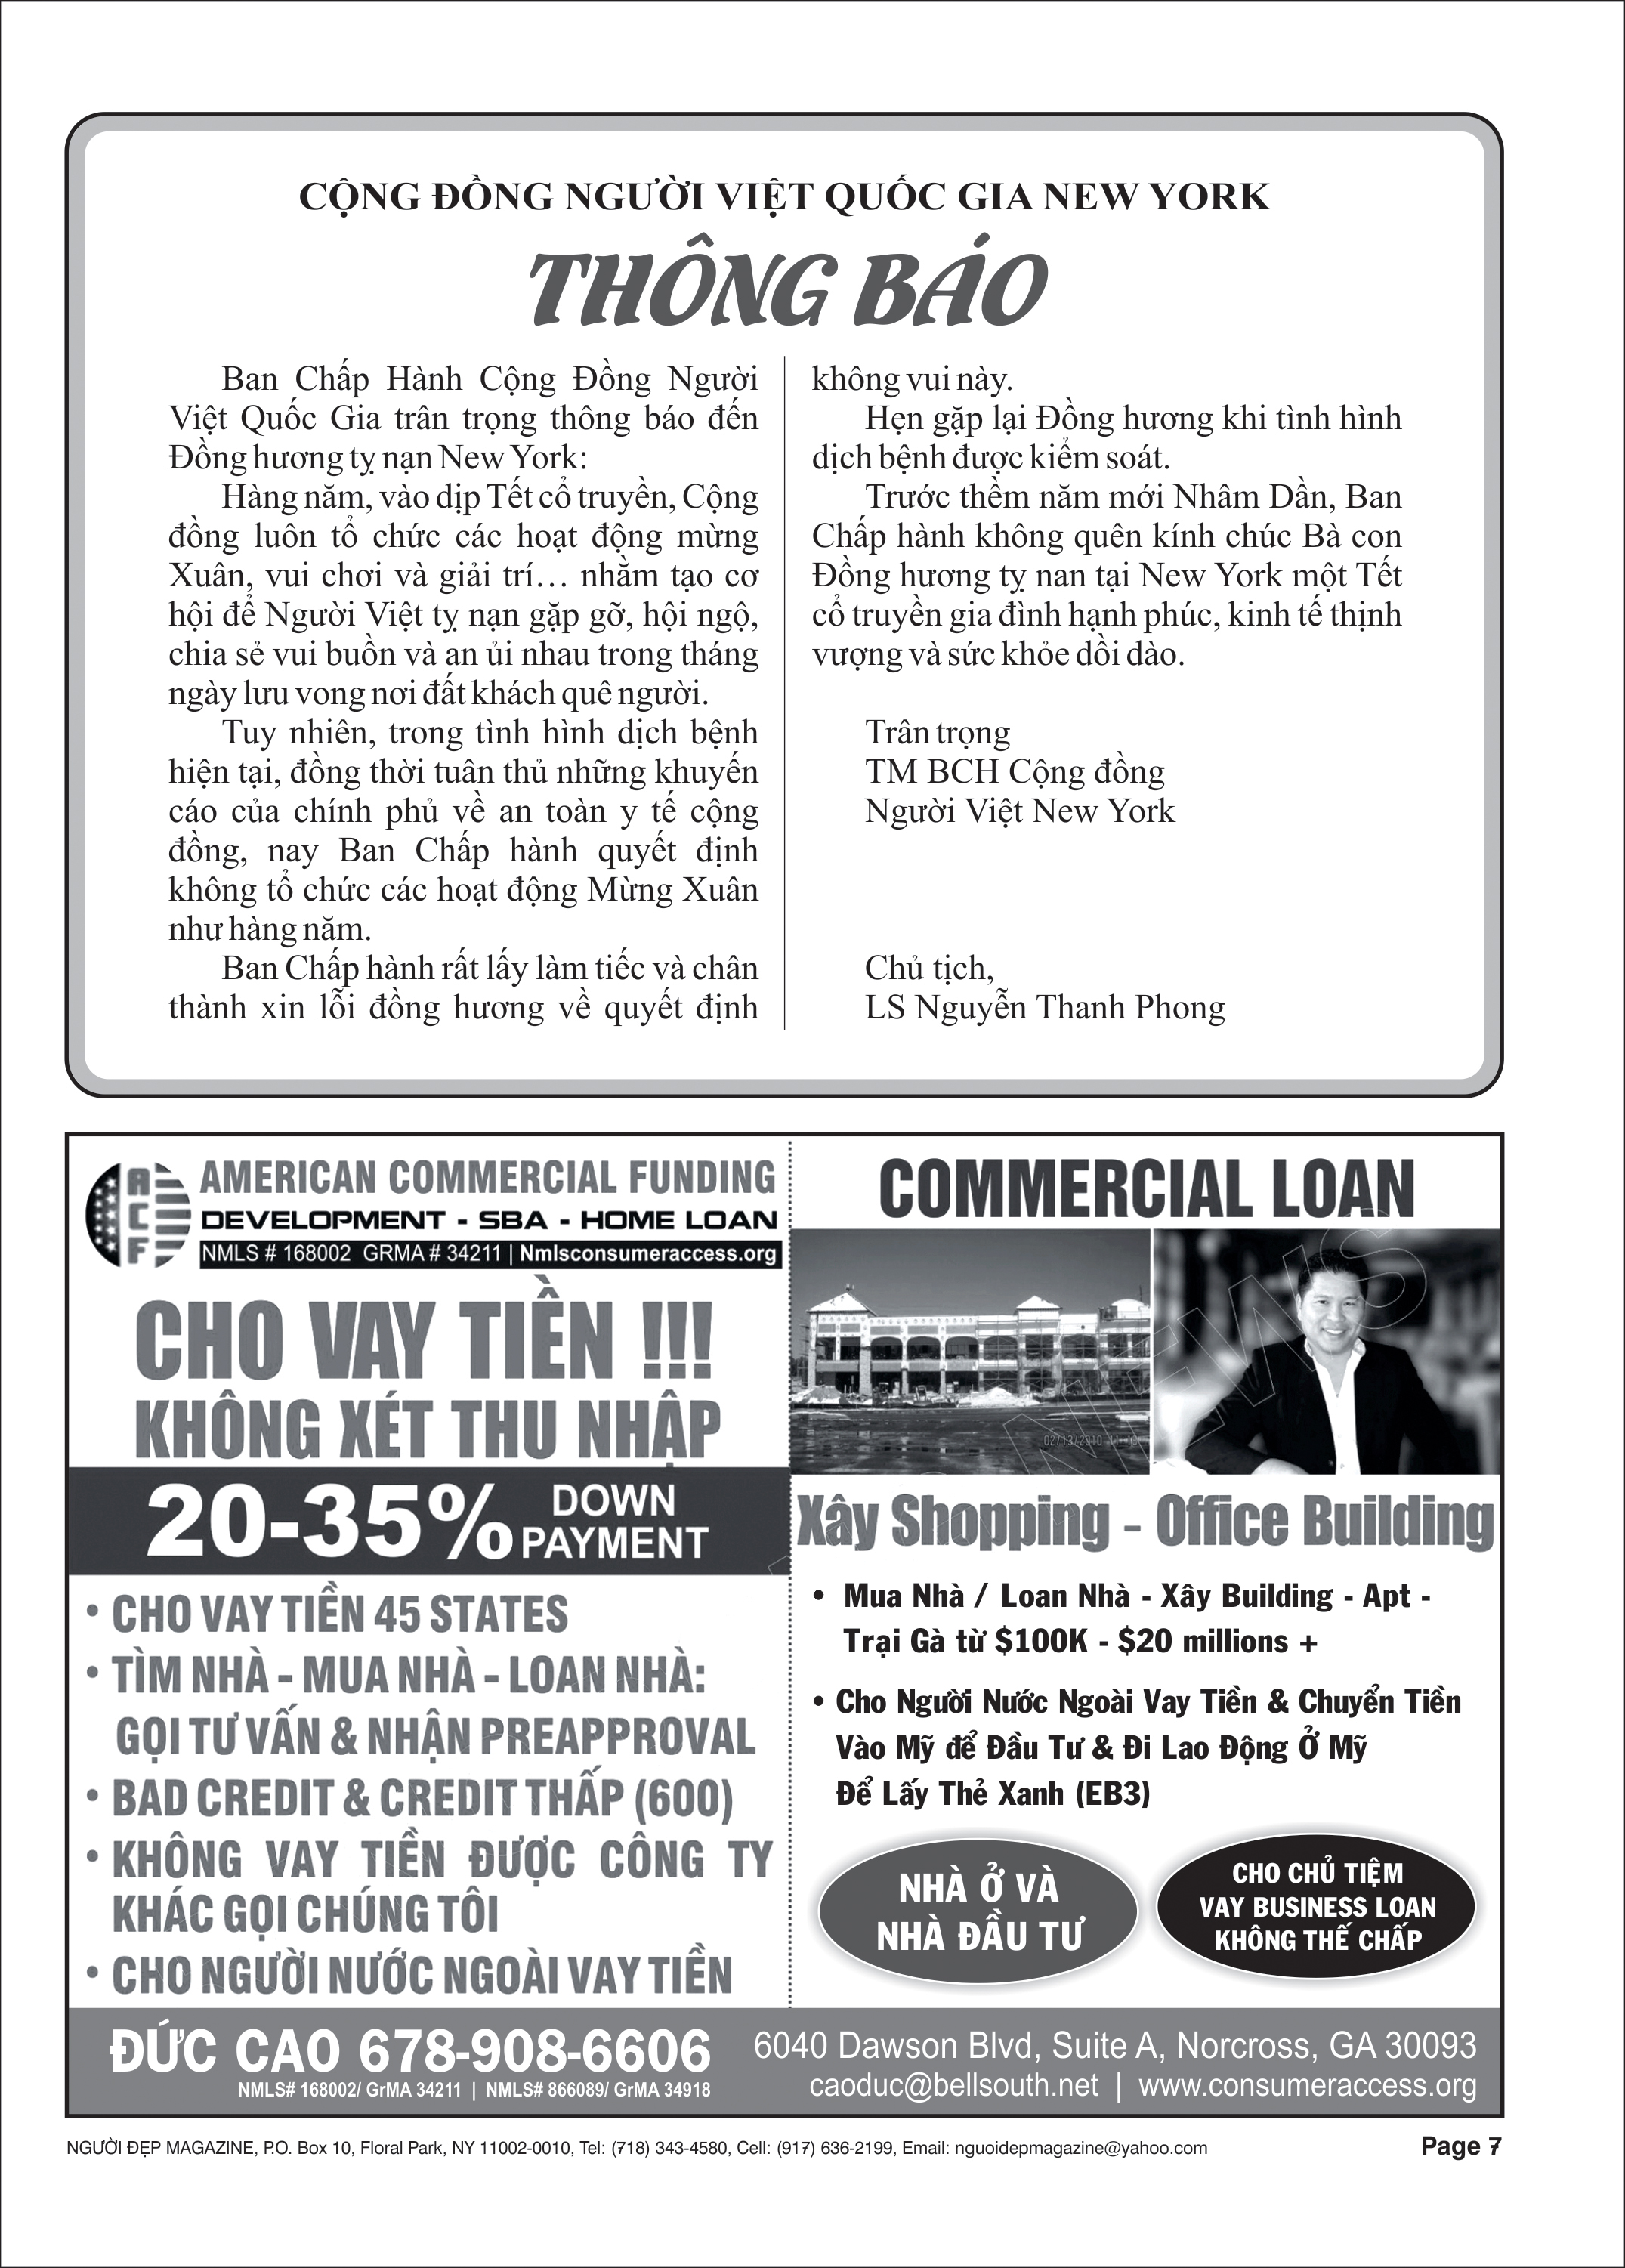 CỘNG ĐỒNG NGƯỜI VIỆT QUỐC GIA NEW YORK
THÔNG BÁO
Ban Chấp Hành Cộng Đồng Người
Việt Quốc Gia trân trọng thông báo đến
Đồng hương tỵ nạn New York:
Hàng năm, vào dịp Tết cổ truyền, Cộng
đồng luôn tổ chức các hoạt động mừng
Xuân, vui chơi và giải trí… nhằm tạo cơ
hội để Người Việt tỵ nạn gặp gỡ, hội ngộ,
chia sẻ vui buồn và an ủi nhau trong tháng
ngày lưu vong nơi đất khách quê người.
Tuy nhiên, trong tình hình dịch bệnh
hiện tại, đồng thời tuân thủ những khuyến
cáo của chính phủ về an toàn y tế cộng
đồng, nay Ban Chấp hành quyết định
không tổ chức các hoạt động Mừng Xuân
như hàng năm.
Ban Chấp hành rất lấy làm tiếc và chân
thành xin lỗi đồng hương về quyết định
không vui này.
Hẹn gặp lại Đồng hương khi tình hình
dịch bệnh được kiểm soát.
Trước thềm năm mới Nhâm Dần, Ban
Chấp hành không quên kính chúc Bà con
Đồng hương tỵ nan tại New York một Tết
cổ truyền gia đình hạnh phúc, kinh tế thịnh
vượng và sức khỏe dồi dào.
Trân trọng
TM BCH Cộng đồng
Người Việt New York
Chủ tịch,
LS Nguyễn Thanh Phong
ACF
AMERICAN COMMERCIAL FUNDING
DEVELOPMENT - SBA - HOME LOAN
NMLS # 168002 GRMA # 34211 | Nmlsconsumeraccess.org
CHO VAY TIỀN !!!
KHÔNG XÉT THU NHẬP
20-35% DOWN PAYMENT
• CHO VAY TIỀN 45 STATES
• TÌM NHÀ - MUA NHÀ - LOAN NHÀ:
GỌI TƯ VẤN & NHẬN PREAPPROVAL
• BAD CREDIT & CREDIT THẤP (600)
• KHÔNG VAY TIỀN ĐƯỢC CÔNG TY
KHÁC GỌI CHÚNG TÔI
• CHO NGƯỜI NƯỚC NGOÀI VAY TIỀN
COMMERCIAL LOAN
NEWS
02/13/2010
Xây Shopping - Office Building
• Mua Nhà / Loan Nhà - Xây Building - Apt -
Trại Gà từ $100K - $20 millions +
• Cho Người Nước Ngoài Vay Tiền & Chuyển Tiền
Vào Mỹ để Đầu Tư & Đi Lao Động Ở Mỹ
Để Lấy Thẻ Xanh (EB3)
NHÀ Ở VÀ
NHÀ ĐẦU TƯ
CHO CHỦ TIỆM
VAY BUSINESS LOAN
KHÔNG THẾ CHẤP
ĐỨC CAO 678-908-6606
NMLS# 168002/ GrMA 34211 | NMLS# 866089/ GrMA 34918
6040 Dawson Blvd, Suite A, Norcross, GA 30093
caoduc@bellsouth.net | www.consumeraccess.org
NGƯỜI ĐẸP MAGAZINE, P.O. Box 10, Floral Park, NY 11002-0010, Tel: (718) 343-4580, Cell: (917) 636-2199, Email: nguoidepmagazine@yahoo.com
Page 7